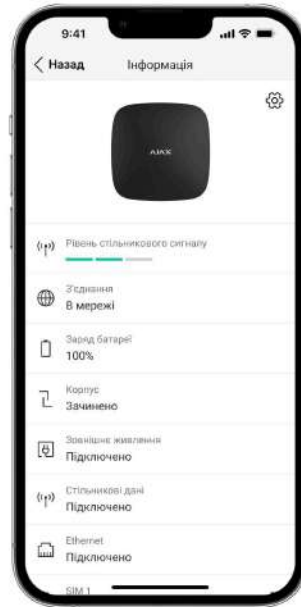 9:41
Назад
Інформація
AJAX
Рівень стільникового сигналу
З'єднання
В мережі
Заряд батареї
100%
Корпус
Зачинено
Зовнішнє живлення
Підключено
Стільникові дані
Підключено
Ethernet
Підключено
SIM 1